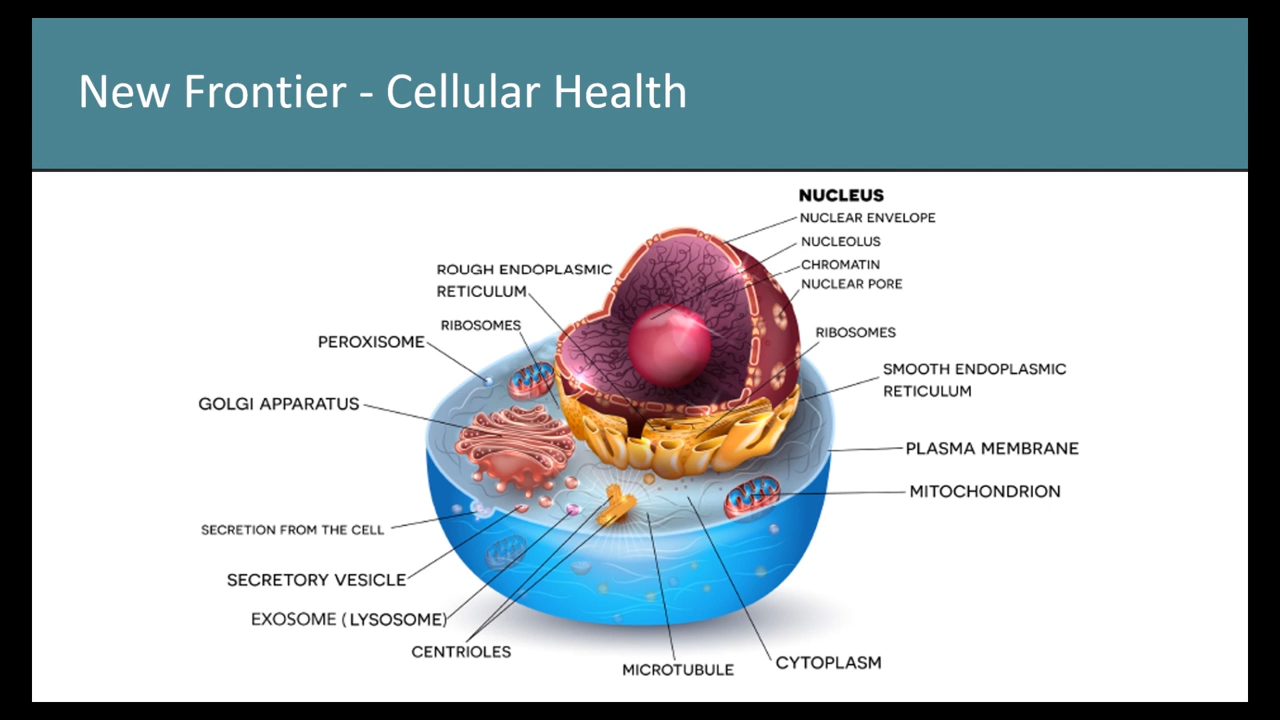 New Frontier - Cellular Health
NUCLEUS
NUCLEAR ENVELOPE
NUCLEOLUS
CHROMATIN
NUCLEAR PORE
ROUGH ENDOPLASMIC
RETICULUM
RIBOSOMES
PEROXISOME
GOLGI APPARATUS
RIBOSOMES
SMOOTH ENDOPLASMIC
RETICULUM
PLASMA MEMBRANE
MITOCHONDRION
SECRETION FROM THE CELL
SECRETORY VESICLE
EXOSOME (LYSOSOME)
CENTRIOLES
MICROTUBULE
CYTOPLASM